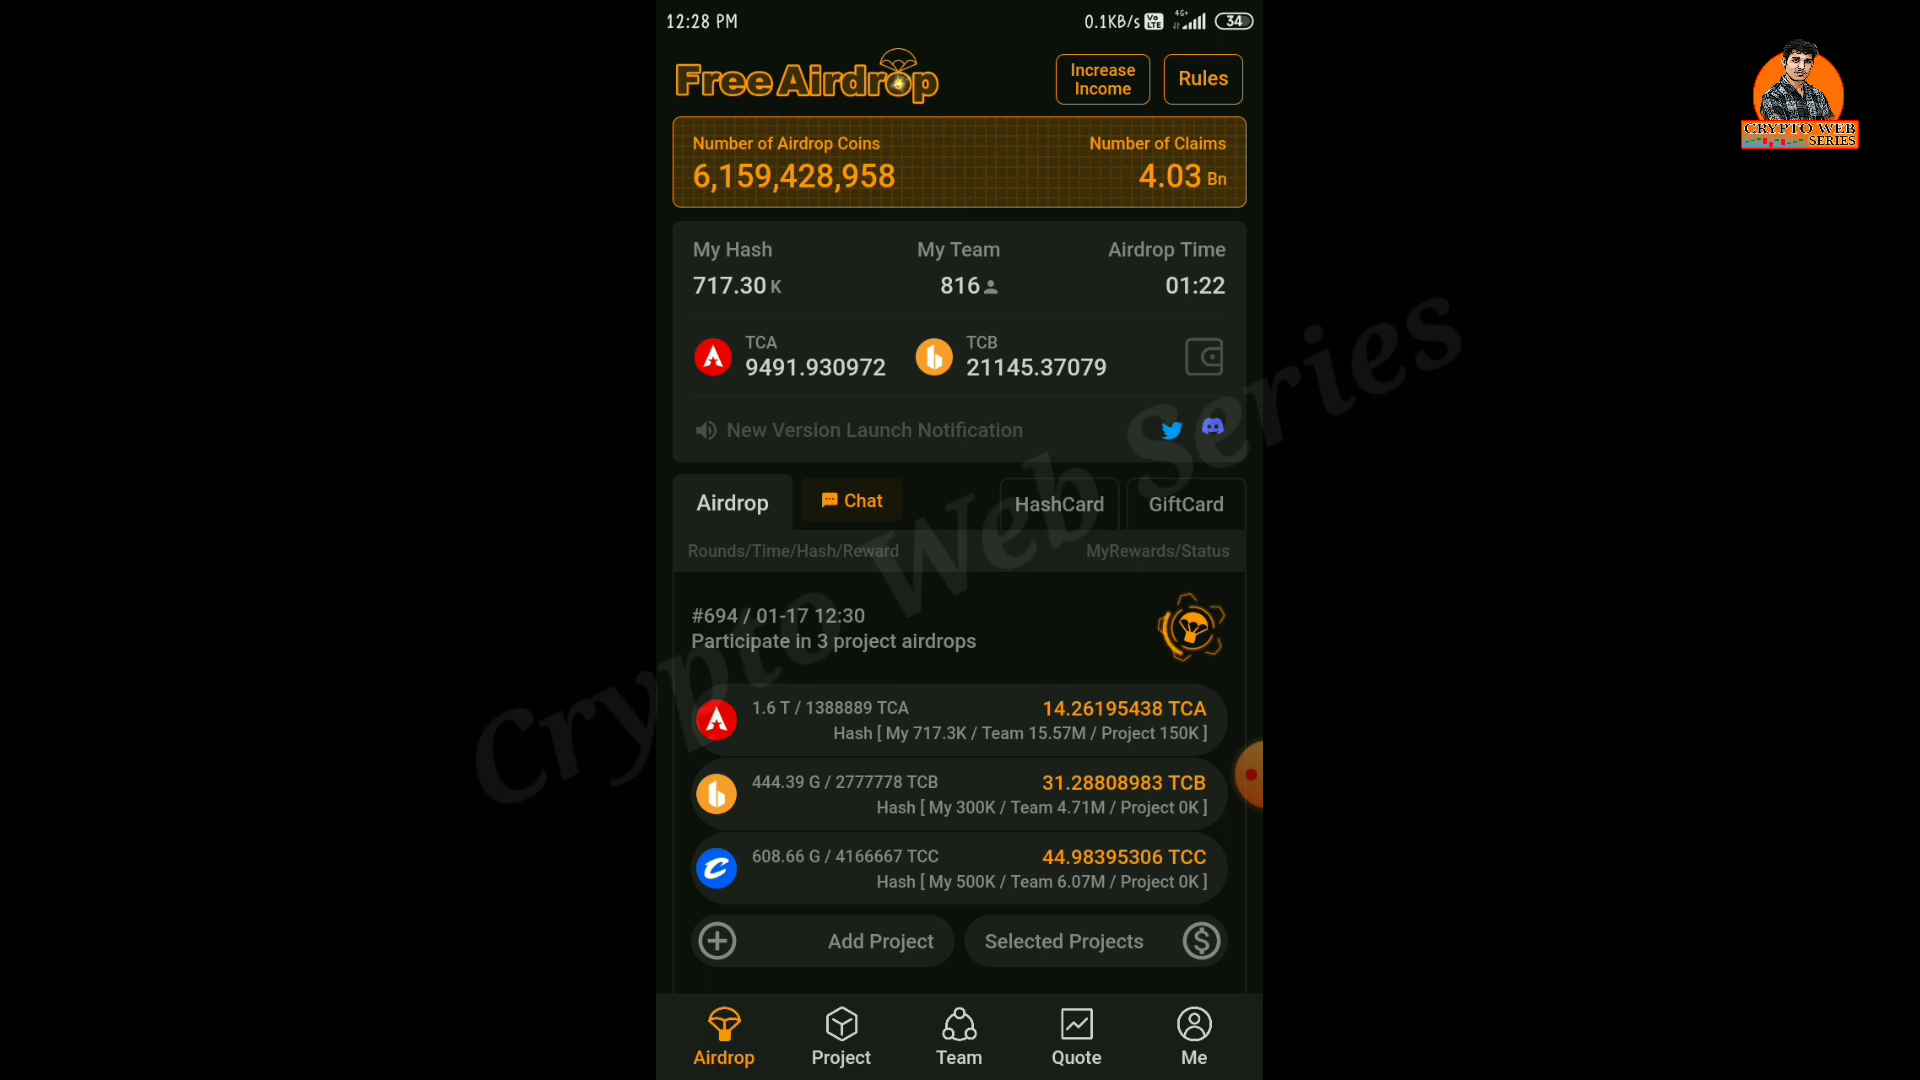 12:28 PM
0.1KB/s Vo LTE 4G+ 34
Free Airdrop
Increase Income
Rules
Number of Airdrop Coins
Number of Claims
6,159,428,958
4.03 Bn
My Hash
My Team
Airdrop Time
717.30 K
816
01:22
TCA
9491.930972
TCB
21145.37079
New Version Launch Notification
Airdrop
Chat
HashCard
GiftCard
Rounds/Time/Hash/Reward
MyRewards/Status
#694 / 01-17 12:30
Participate in 3 project airdrops
1.6 T / 1388889 TCA
14.26195438 TCA
Hash [ My 717.3K / Team 15.57M / Project 150K ]
444.39 G / 2777778 TCB
31.28808983 TCB
Hash [ My 300K / Team 4.71M / Project 0K ]
608.66 G / 4166667 TCC
44.98395306 TCC
Hash [ My 500K / Team 6.07M / Project 0K ]
Add Project
Selected Projects
Airdrop
Project
Team
Quote
Me
Crypto Web Series
CRYPTO WEB
SERIES